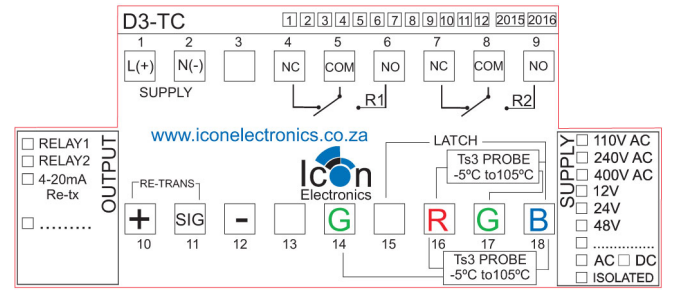 D3-TC
1 2 3 4 5 6 7 8 9 10 11 12 2015 2016
1 2 3 4 5 6 7 8 9
L(+) N(-) NC COM NO NC COM NO
SUPPLY
R1 R2
www.iconelectronics.co.za
OUTPUT
RELAY1
RELAY2
4-20mA
Re-tx
.........
RE-TRANS
Icon
Electronics
LATCH
Ts3 PROBE
-5ºC to105ºC
+ SIG - G R G B
10 11 12 13 14 15 16 17 18
Ts3 PROBE
-5ºC to105ºC
SUPPLY
110V AC
240V AC
400V AC
12V
24V
48V
..............
AC DC
ISOLATED